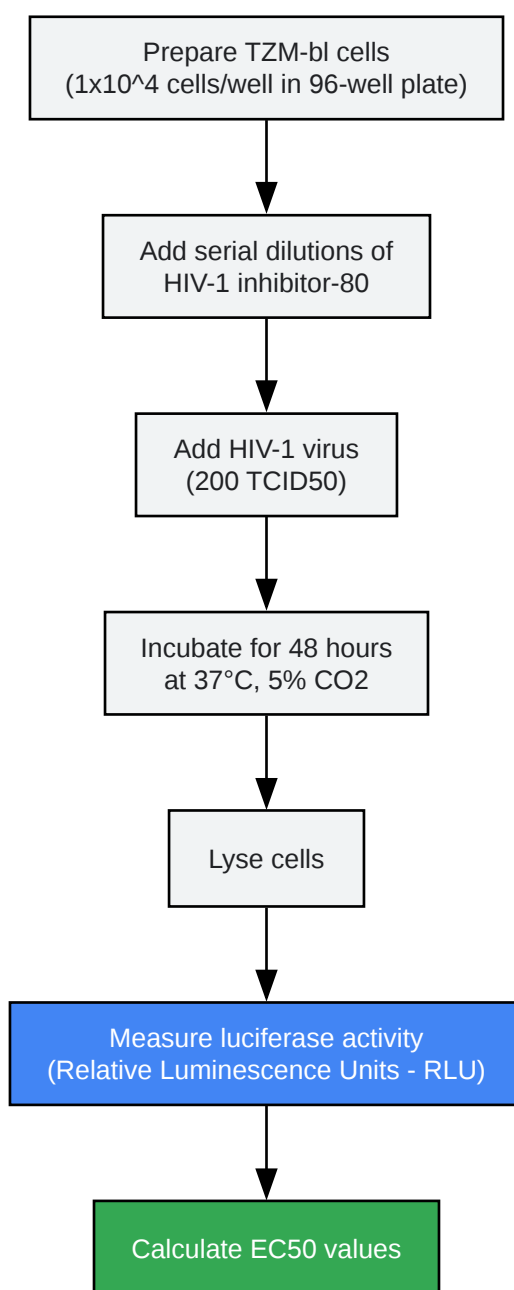 Prepare TZM-bl cells
(1x10^4 cells/well in 96-well plate)
Add serial dilutions of
HIV-1 inhibitor-80
Add HIV-1 virus
(200 TCID50)
Incubate for 48 hours
at 37°C, 5% CO2
Lyse cells
Measure luciferase activity
(Relative Luminescence Units - RLU)
Calculate EC50 values